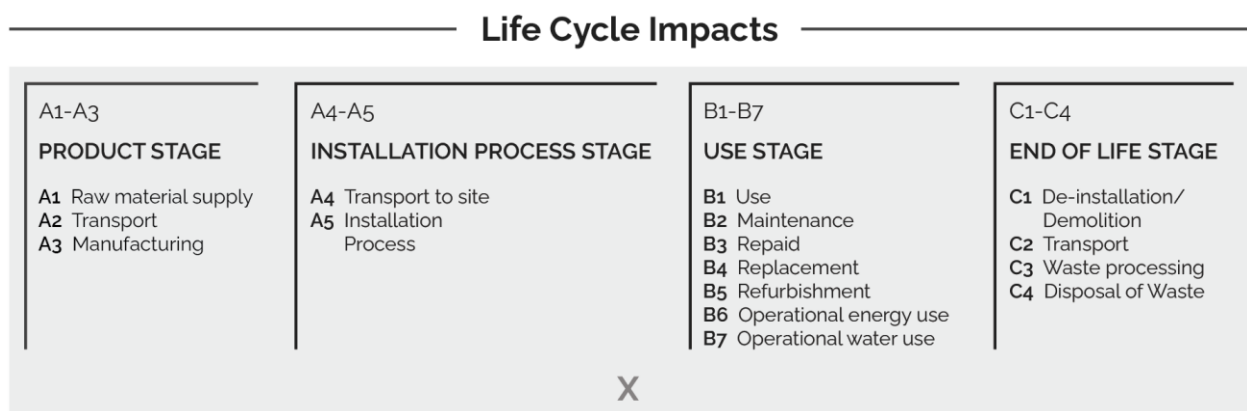 Life Cycle Impacts
A1-A3
PRODUCT STAGE
A1 Raw material supply
A2 Transport
A3 Manufacturing
A4-A5
INSTALLATION PROCESS STAGE
A4 Transport to site
A5 Installation
Process
B1-B7
USE STAGE
B1 Use
B2 Maintenance
B3 Repaid
B4 Replacement
B5 Refurbishment
B6 Operational energy use
B7 Operational water use
C1-C4
END OF LIFE STAGE
C1 De-installation/
Demolition
C2 Transport
C3 Waste processing
C4 Disposal of Waste
X